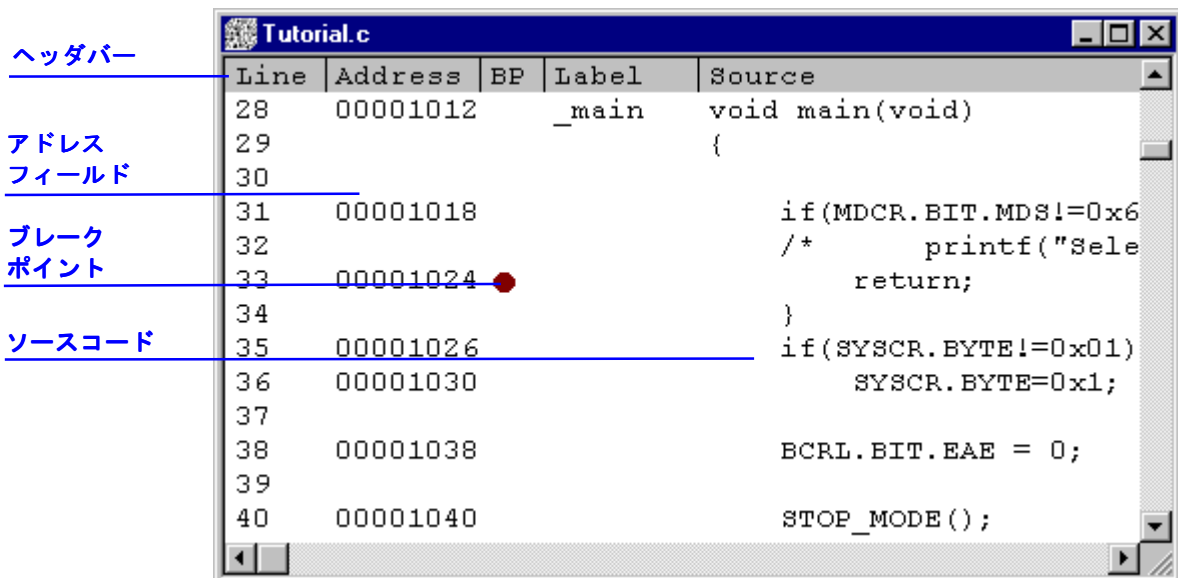 Tutorial.c
ヘッダバー
Line Address BP Label Source
28 00001012 _main void main(void)
29 {
アドレス
フィールド
30
31 00001018 if(MDCR.BIT.MDS!=0x6
ブレーク
ポイント
32 /* printf("Sele
33 00001024 return;
34 }
ソースコード
35 00001026 if(SYSCR.BYTE!=0x01)
36 00001030 SYSCR.BYTE=0x1;
37
38 00001038 BCRL.BIT.EAE = 0;
39
40 00001040 STOP_MODE();